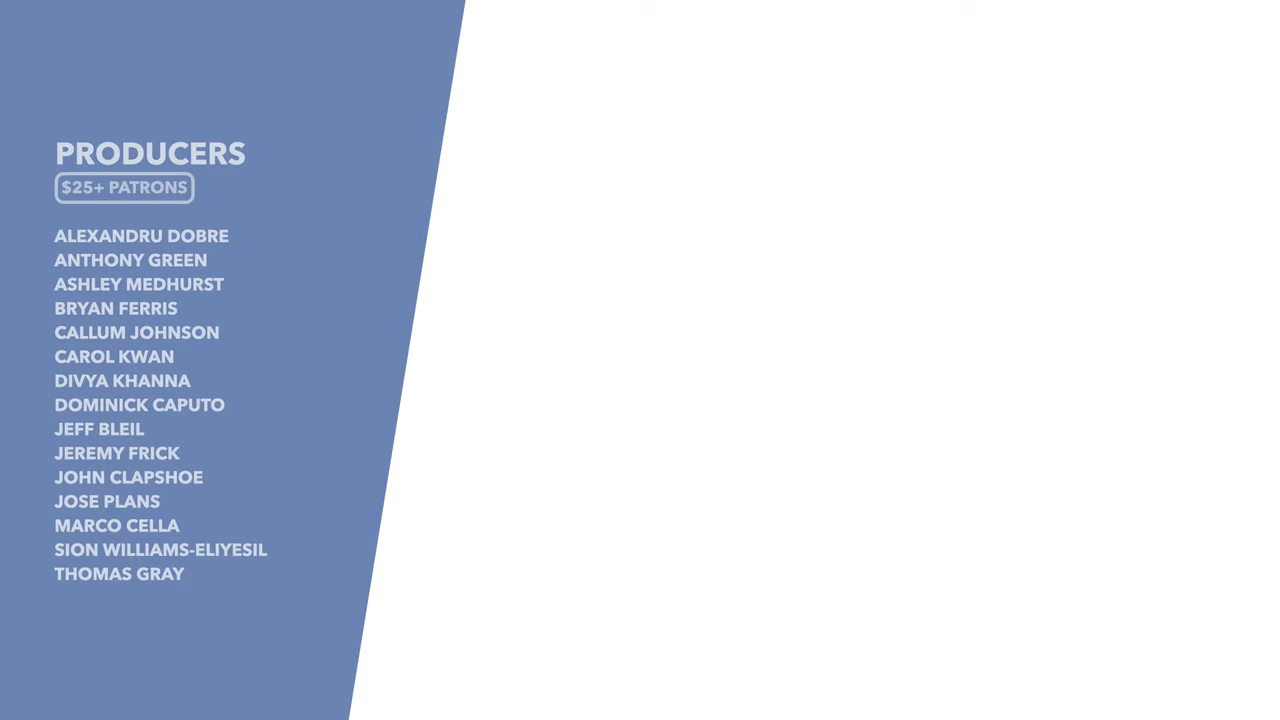 PRODUCERS
$25+ PATRONS
ALEXANDRU DOBRE
ANTHONY GREEN
ASHLEY MEDHURST
BRYAN FERRIS
CALLUM JOHNSON
CAROL KWAN
DIVYA KHANNA
DOMINICK CAPUTO
JEFF BLEIL
JEREMY FRICK
JOHN CLAPSHOE
JOSE PLANS
MARCO CELLA
SION WILLIAMS-ELIYESIL
THOMAS GRAY